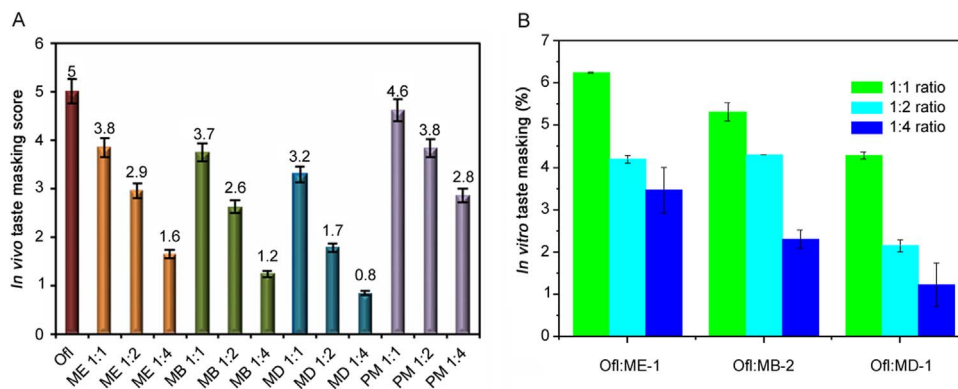 A
In vivo taste masking score
6
5
4
3
2
1
0
5
3.8
2.9
1.6
3.7
2.6
1.2
3.2
1.7
0.8
4.6
3.8
2.8
Ofl
ME 1:1
ME 1:2
ME 1:4
MB 1:1
MB 1:2
MB 1:4
MD 1:1
MD 1:2
MD 1:4
PM 1:1
PM 1:2
PM 1:4
B
In vitro taste masking (%)
7
6
5
4
3
2
1
0
1:1 ratio
1:2 ratio
1:4 ratio
Ofl:ME-1
Ofl:MB-2
Ofl:MD-1